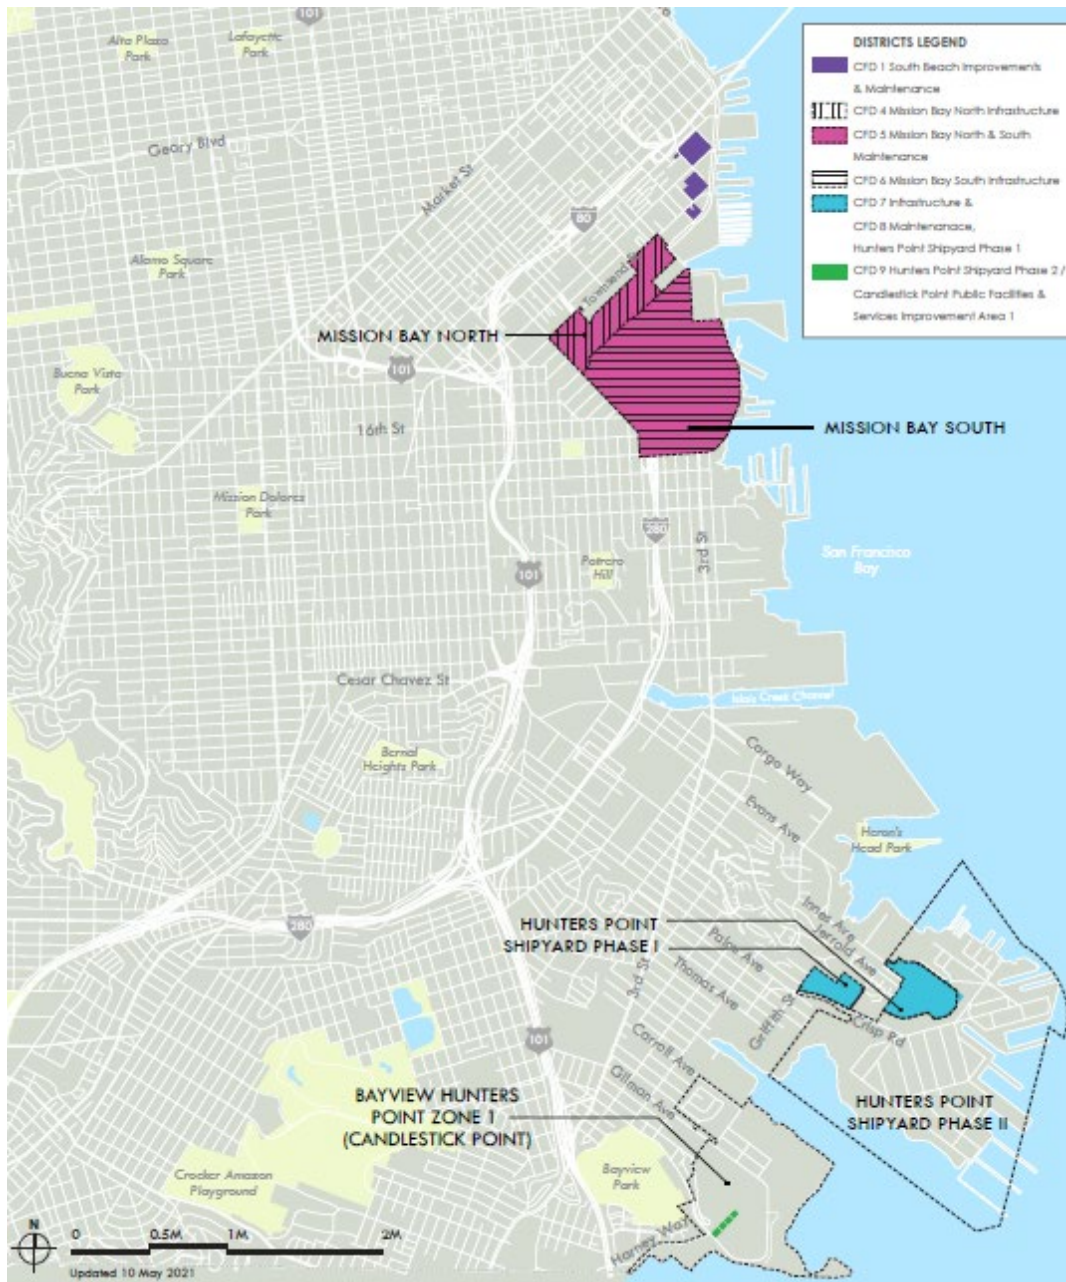 101
Alta Plaza
Park
Lafayette
Park
Geary Blvd
Market St
80
Alamo Square
Park
Townsend St
MISSION BAY NORTH
Buena Vista
Park
101
16th St
MISSION BAY SOUTH
Mission Dolores
Park
280
3rd St
San Francisco
Bay
Potrero
Hill
101
Cesar Chavez St
Islais Creek Channel
Bernal
Heights Park
Cargo Way
Evans Ave
Heron's
Head Park
280
HUNTERS POINT
SHIPYARD PHASE I
Innes Ave
Jerrold Ave
Palou Ave
Thomas Ave
3rd St
Griffith St
Crisp Rd
101
Carroll Ave
Gilman Ave
BAYVIEW HUNTERS
POINT ZONE 1
(CANDLESTICK POINT)
HUNTERS POINT
SHIPYARD PHASE II
Crocker Amazon
Playground
Bayview
Park
Harney Way
N
0 0.5M 1M 2M
Updated 10 May 2021
DISTRICTS LEGEND
CFD 1 South Beach Improvements
& Maintenance
CFD 4 Mission Bay North Infrastructure
CFD 5 Mission Bay North & South
Maintenance
CFD 6 Mission Bay South Infrastructure
CFD 7 Infrastructure &
CFD 8 Maintenanace,
Hunters Point Shipyard Phase 1
CFD 9 Hunters Point Shipyard Phase 2 /
Candlestick Point Public Facilities &
Services Improvement Area 1